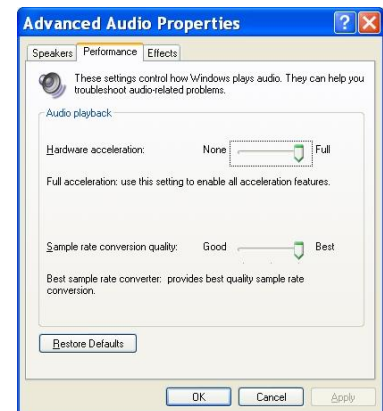 Advanced Audio Properties
Speakers Performance Effects
These settings control how Windows plays audio. They can help you
troubleshoot audio-related problems.
Audio playback
Hardware acceleration: None Full
Full acceleration: use this setting to enable all acceleration features.
Sample rate conversion quality: Good Best
Best sample rate converter: provides best quality sample rate
conversion.
Restore Defaults
OK Cancel Apply